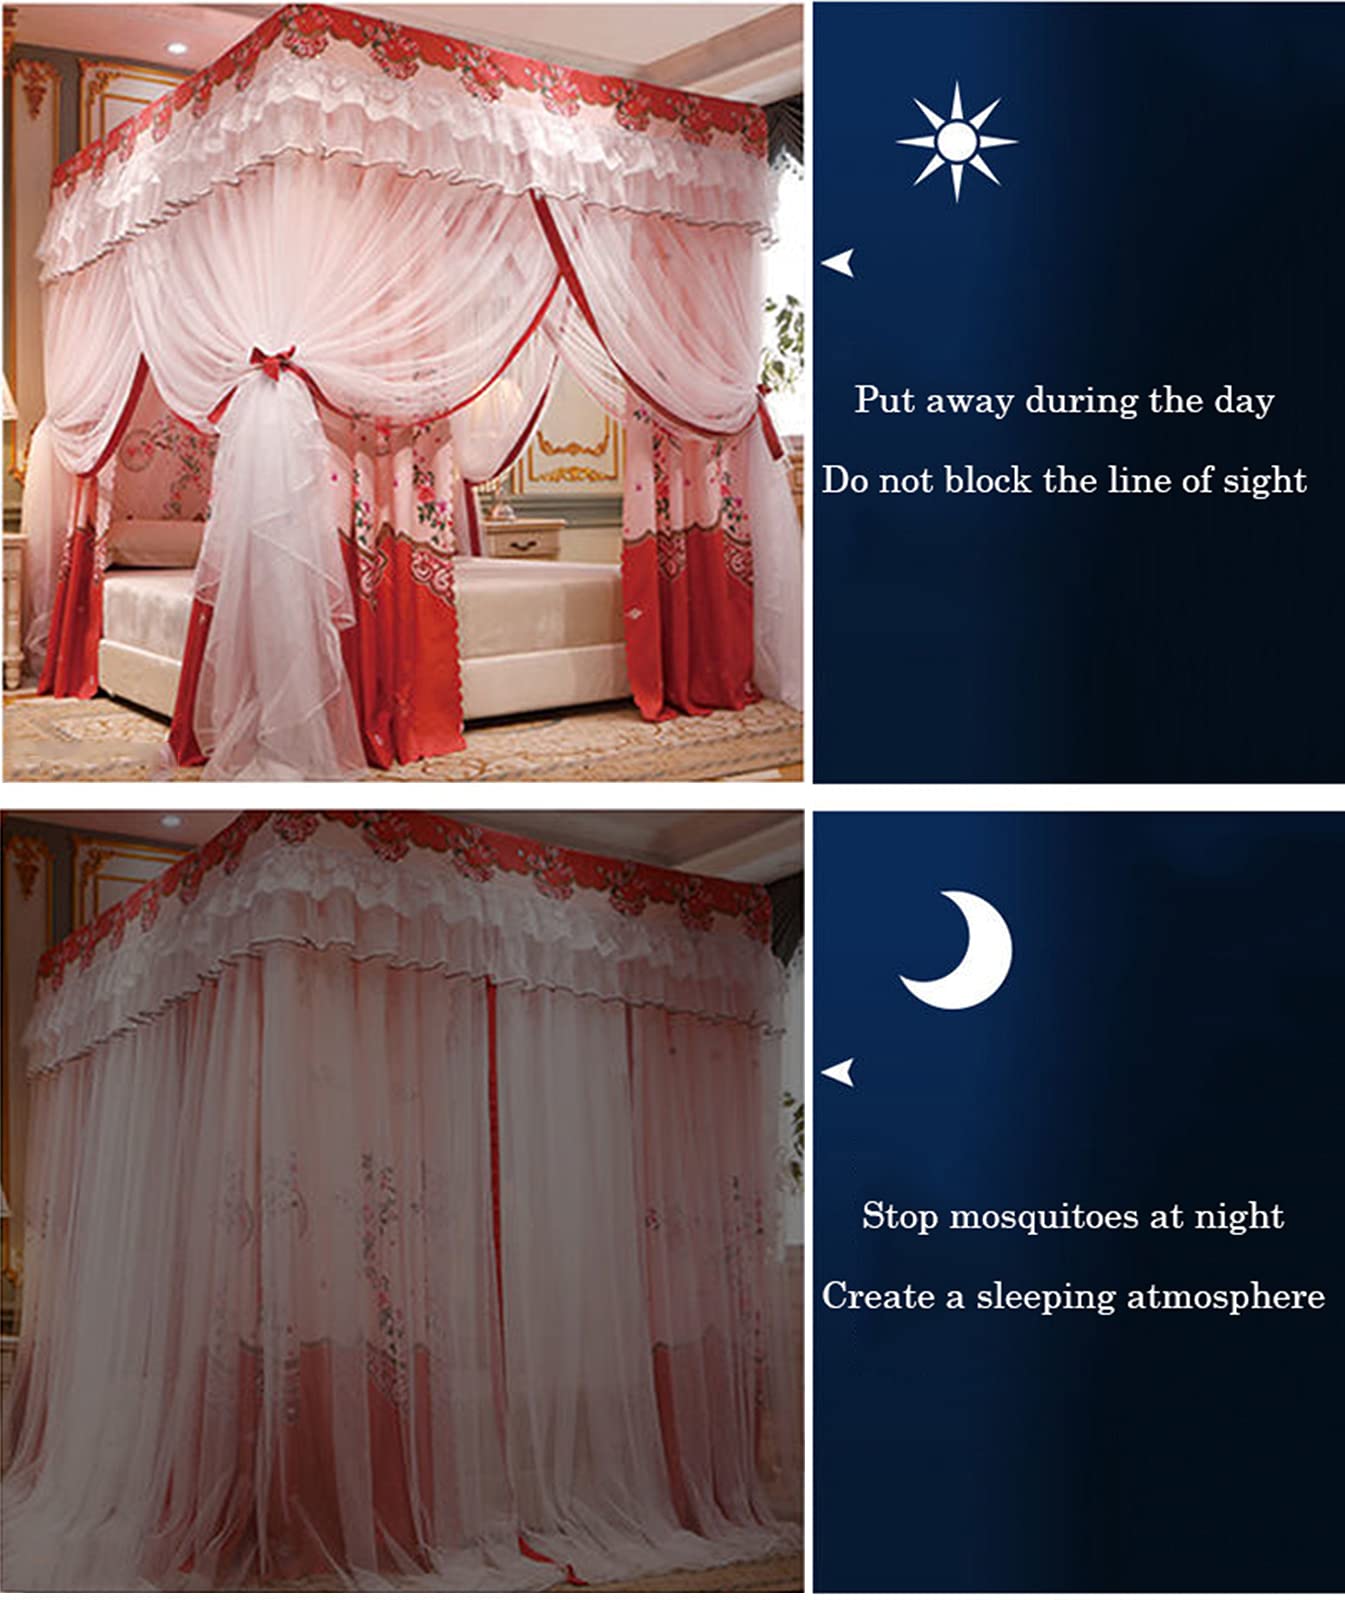 Put away during the day
Do not block the line of sight
Stop mosquitoes at night
Create a sleeping atmosphere